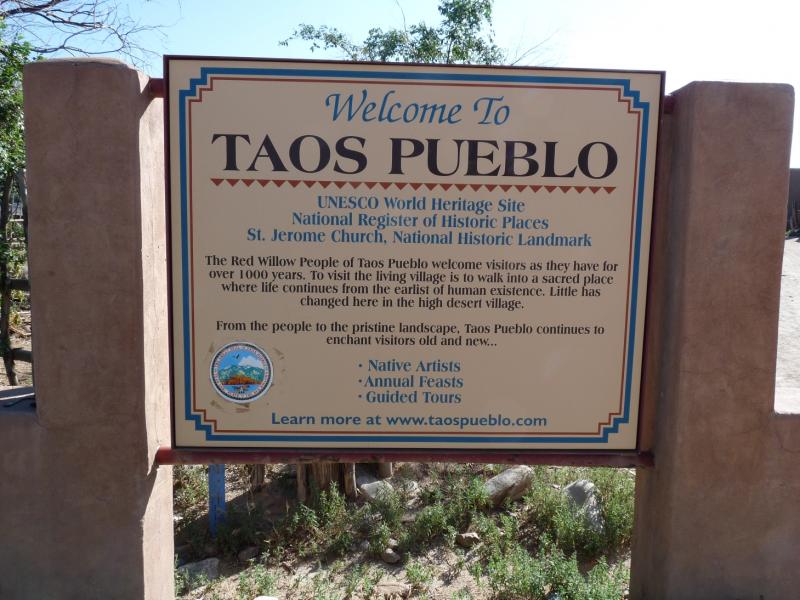 Welcome To
TAOS PUEBLO
UNESCO World Heritage Site
National Register of Historic Places
St. Jerome Church, National Historic Landmark
The Red Willow People of Taos Pueblo welcome visitors as they have for
over 1000 years. To visit the living village is to walk into a sacred place
where life continues from the earlist of human existence. Little has
changed here in the high desert village.
From the people to the pristine landscape, Taos Pueblo continues to
enchant visitors old and new...
· Native Artists
· Annual Feasts
· Guided Tours
Learn more at www.taospueblo.com